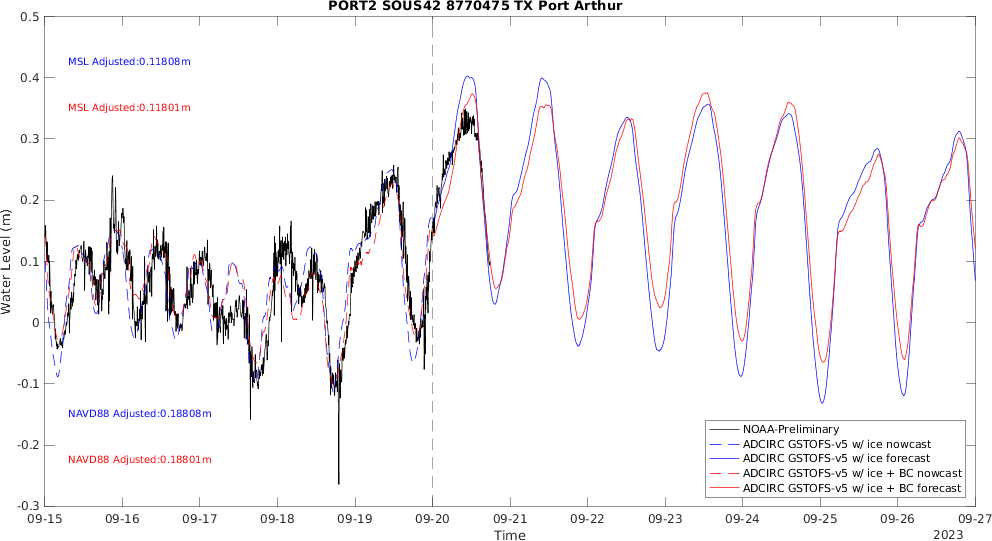 PORT2 SOUS42 8770475 TX Port Arthur
0.5
0.4
0.3
0.2
0.1
0
-0.1
-0.2
-0.3
Water Level (m)
MSL Adjusted:0.11808m
MSL Adjusted:0.11801m
NAVD88 Adjusted:0.18808m
NAVD88 Adjusted:0.18801m
NOAA-Preliminary
ADCIRC GSTOFS-v5 w/ ice nowcast
ADCIRC GSTOFS-v5 w/ ice forecast
ADCIRC GSTOFS-v5 w/ ice + BC nowcast
ADCIRC GSTOFS-v5 w/ ice + BC forecast
09-15 09-16 09-17 09-18 09-19 09-20 09-21 09-22 09-23 09-24 09-25 09-26 09-27
Time
2023